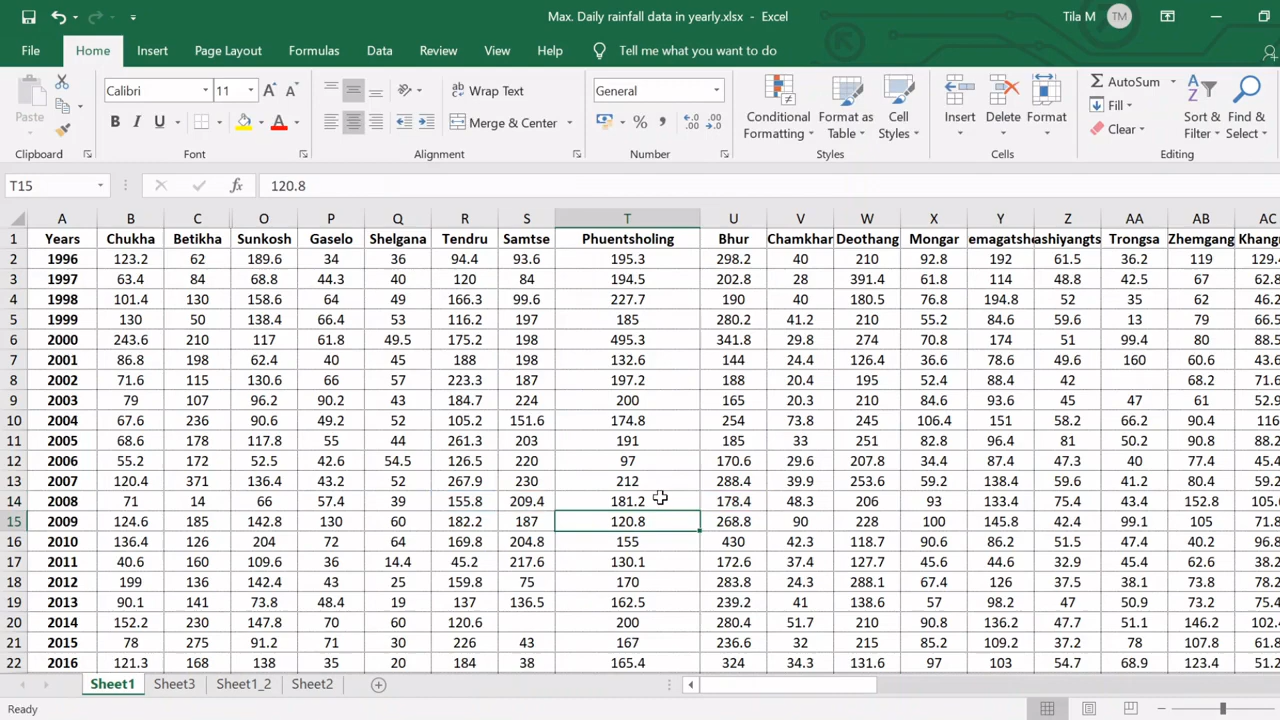 Max. Daily rainfall data in yearly.xlsx - Excel
Tila M
TM
File Home Insert Page Layout Formulas Data Review View Help Tell me what you want to do
Paste
Calibri 11
B I U A
ab Wrap Text
Merge & Center
General
% ,
Conditional Formatting
Format as Table
Cell Styles
Insert
Delete
Format
AutoSum
Fill
Clear
Sort & Filter
Find & Select
Clipboard Font Alignment Number Styles Cells Editing
T15 fx 120.8
A B C O P Q R S T U V W X Y Z AA AB AC
1 Years Chukha Betikha Sunkosh Gaselo Shelgana Tendru Samtse Phuentsholing Bhur Chamkhar Deothang Mongar emagatshe ashiyangts Trongsa Zhemgang Khang
2 1996 123.2 62 189.6 34 36 94.4 93.6 195.3 298.2 40 210 92.8 192 61.5 36.2 119 129.
3 1997 63.4 84 68.8 44.3 40 120 84 194.5 202.8 28 391.4 61.8 114 48.8 42.5 67 62.8
4 1998 101.4 130 158.6 64 49 166.3 99.6 227.7 190 40 180.5 76.8 194.8 52 35 62 46.2
5 1999 130 50 138.4 66.4 53 116.2 197 185 280.2 41.2 210 55.2 84.6 59.6 13 79 66.5
6 2000 243.6 210 117 61.8 49.5 175.2 198 495.3 341.8 29.8 274 70.8 174 51 99.4 80 88.5
7 2001 86.8 198 62.4 40 45 188 198 132.6 144 24.4 126.4 36.6 78.6 49.6 160 60.6 43.6
8 2002 71.6 115 130.6 66 57 223.3 187 197.2 188 20.4 195 52.4 88.4 42 68.2 71.6
9 2003 79 107 96.2 90.2 43 184.7 224 200 165 20.3 210 84.6 93.6 45 47 61 52.9
10 2004 67.6 236 90.6 49.2 52 105.2 151.6 174.8 254 73.8 245 106.4 151 58.2 66.2 90.4 116
11 2005 68.6 178 117.8 55 44 261.3 203 191 185 33 251 82.8 96.4 81 50.2 90.8 88.2
12 2006 55.2 172 52.5 42.6 54.5 126.5 220 97 170.6 29.6 207.8 34.4 87.4 47.3 40 77.4 37.2
13 2007 120.4 371 136.4 43.2 52 267.9 230 212 288.4 39.9 253.6 59.2 138.4 59.6 41.2 80.4 59.2
14 2008 71 14 66 57.4 39 155.8 209.4 181.2 178.4 48.3 206 93 133.4 75.4 43.4 152.8 105.
15 2009 124.6 185 142.8 130 60 182.2 187 120.8 268.8 90 228 100 145.8 42.4 99.1 105 71.8
16 2010 136.4 126 204 72 64 169.8 204.8 155 430 42.3 118.7 90.6 86.2 51.5 47.4 40.2 96.8
17 2011 40.6 160 109.6 36 14.4 45.2 217.6 130.1 172.6 37.4 127.7 45.6 44.6 32.9 45.4 62.6 38.2
18 2012 199 136 142.4 43 25 159.8 75 170 283.8 24.3 288.1 67.4 126 37.5 38.1 73.8 78.2
19 2013 90.1 141 73.8 48.4 19 137 136.5 162.5 239.2 41 138.6 57 98.2 47 50.9 73.2 75.4
20 2014 152.2 230 147.8 70 60 120.6 200 280.4 51.7 210 90.8 136.2 47.7 51.1 146.2 102.
21 2015 78 275 91.2 71 30 226 43 167 236.6 32 215 85.2 109.2 37.2 78 107.8 61.8
22 2016 121.3 168 138 35 20 184 38 165.4 324 34.3 131.6 97 103 54.7 68.9 123.4 61.2
Sheet1 Sheet3 Sheet1_2 Sheet2
Ready